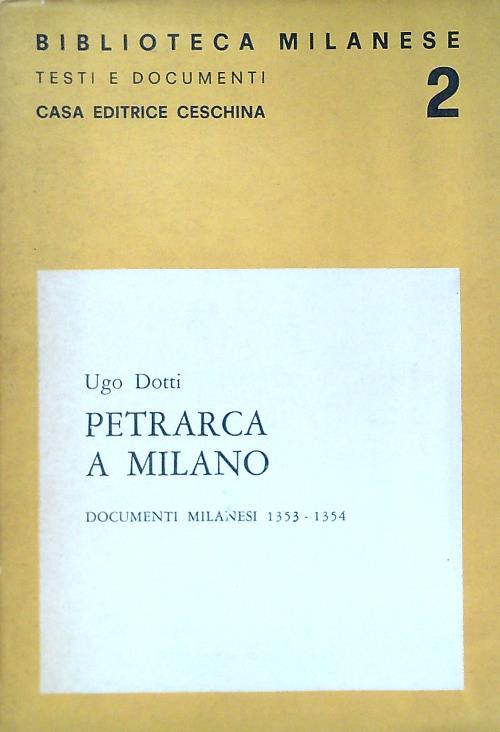 BIBLIOTECA MILANESE
TESTI E DOCUMENTI
2
CASA EDITRICE CESCHINA
Ugo Dotti
PETRARCA
A MILANO
DOCUMENTI MILANESI 1353 - 1354